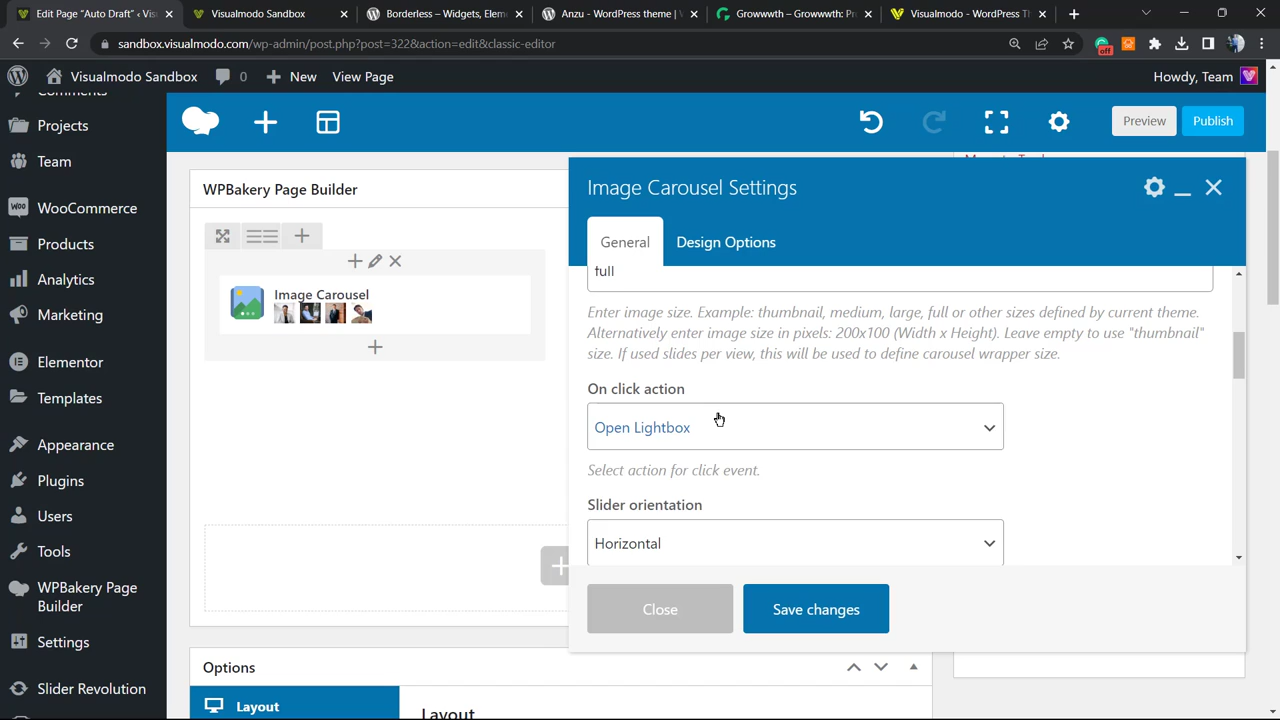 Edit Page "Auto Draft" ‹ Visi
Visualmodo Sandbox
Borderless – Widgets, Elem
Anzu - WordPress theme | V
Growwth – Growwth: Pr
Visualmodo - WordPress Th
sandbox.visualmodo.com/wp-admin/post.php?post=322&action=edit&classic-editor
off
Visualmodo Sandbox
0
New
View Page
Howdy, Team
Comments
Projects
Team
WooCommerce
Products
Analytics
Marketing
Elementor
Templates
Appearance
Plugins
Users
Tools
WPBakery Page
Builder
Settings
Slider Revolution
Preview
Publish
WPBakery Page Builder
Image Carousel
Image Carousel Settings
General
Design Options
full
Enter image size. Example: thumbnail, medium, large, full or other sizes defined by current theme.
Alternatively enter image size in pixels: 200x100 (Width x Height). Leave empty to use "thumbnail"
size. If used slides per view, this will be used to define carousel wrapper size.
On click action
Open Lightbox
Select action for click event.
Slider orientation
Horizontal
Close
Save changes
Options
Layout
Layout